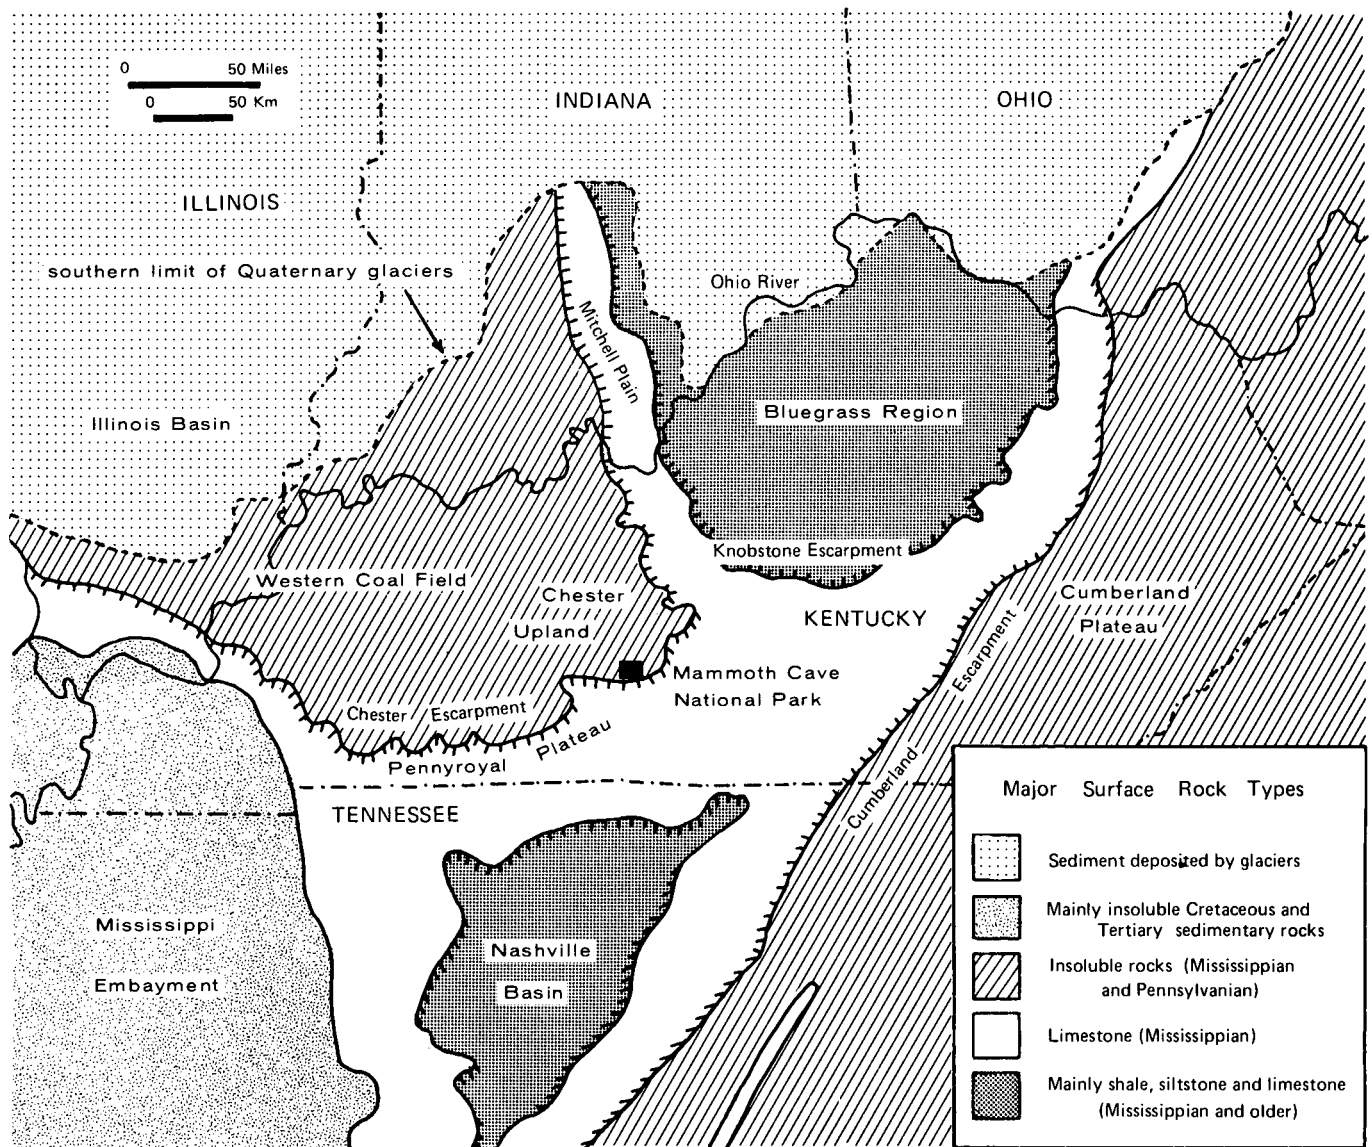 0 50 Miles
0 50 Km
INDIANA
OHIO
ILLINOIS
southern limit of Quaternary glaciers
Ohio River
Mitchell Plain
Illinois Basin
Bluegrass Region
Knobstone Escarpment
Western Coal Field
Chester
Upland
KENTUCKY
Cumberland
Plateau
Mammoth Cave
National Park
Chester Escarpment
Pennyroyal Plateau
Cumberland Escarpment
TENNESSEE
Mississippi
Embayment
Nashville
Basin
Major Surface Rock Types
Sediment deposited by glaciers
Mainly insoluble Cretaceous and
Tertiary sedimentary rocks
Insoluble rocks (Mississippian
and Pennsylvanian)
Limestone (Mississippian)
Mainly shale, siltstone and limestone
(Mississippian and older)